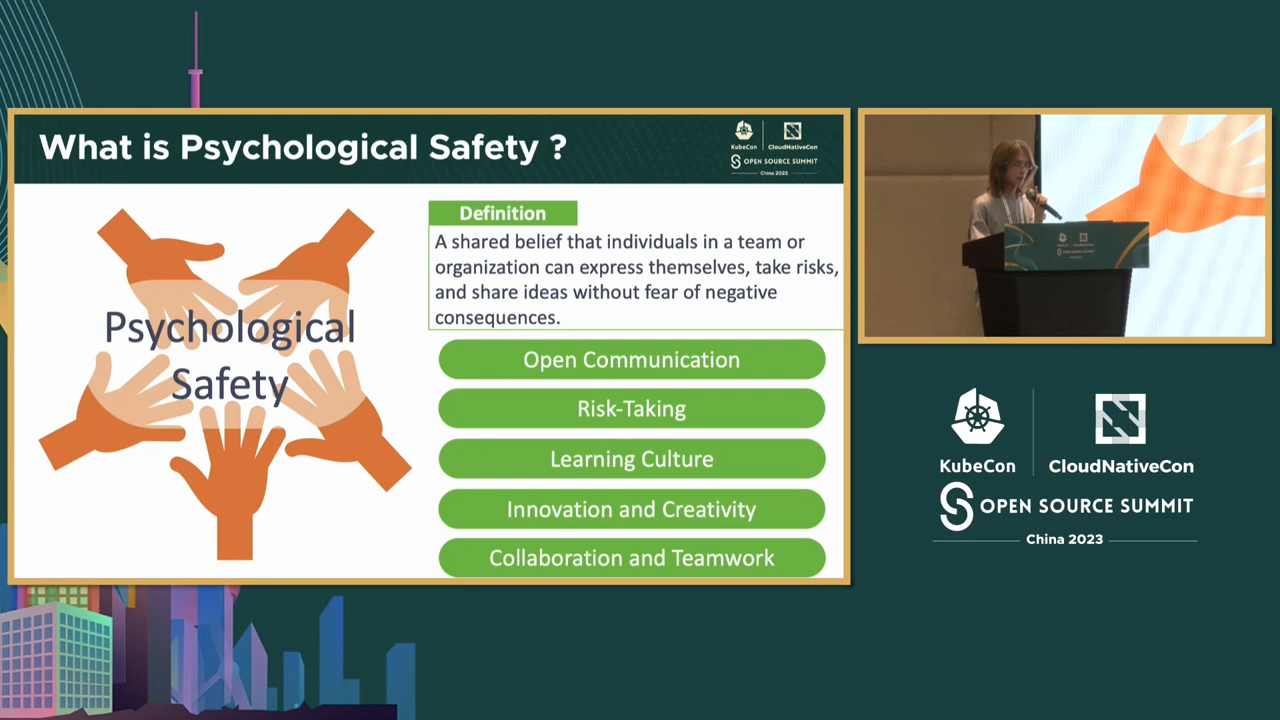 What is Psychological Safety ?
KubeCon
CloudNativeCon
OPEN SOURCE SUMMIT
China 2023
Psychological
Safety
Definition
A shared belief that individuals in a team or
organization can express themselves, take risks,
and share ideas without fear of negative
consequences.
Open Communication
Risk-Taking
Learning Culture
Innovation and Creativity
Collaboration and Teamwork
KubeCon
CloudNativeCon
OPEN SOURCE SUMMIT
China 2023